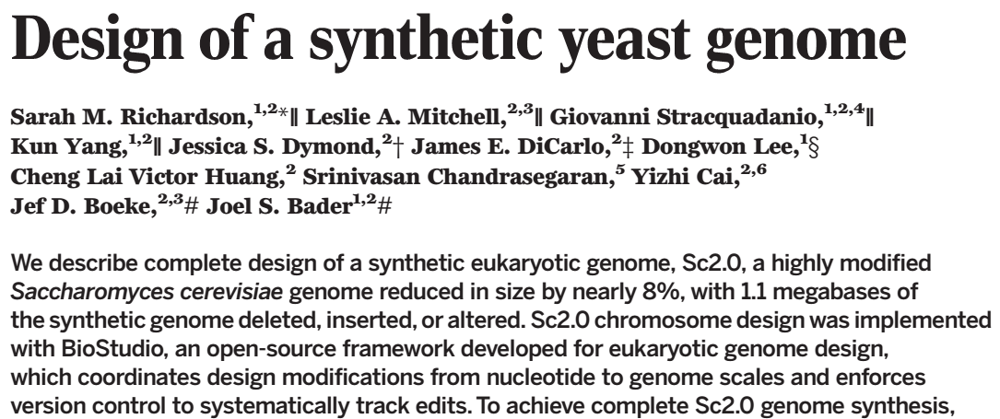 Design of a synthetic yeast genome
Sarah M. Richardson,1,2*‖ Leslie A. Mitchell,2,3‖ Giovanni Stracquadanio,1,2,4‖
Kun Yang,1,2‖ Jessica S. Dymond,2† James E. DiCarlo,2‡ Dongwon Lee,1§
Cheng Lai Victor Huang,2 Srinivasan Chandrasegaran,5 Yizhi Cai,2,6
Jef D. Boeke,2,3# Joel S. Bader1,2#
We describe complete design of a synthetic eukaryotic genome, Sc2.0, a highly modified
Saccharomyces cerevisiae genome reduced in size by nearly 8%, with 1.1 megabases of
the synthetic genome deleted, inserted, or altered. Sc2.0 chromosome design was implemented
with BioStudio, an open-source framework developed for eukaryotic genome design,
which coordinates design modifications from nucleotide to genome scales and enforces
version control to systematically track edits. To achieve complete Sc2.0 genome synthesis,